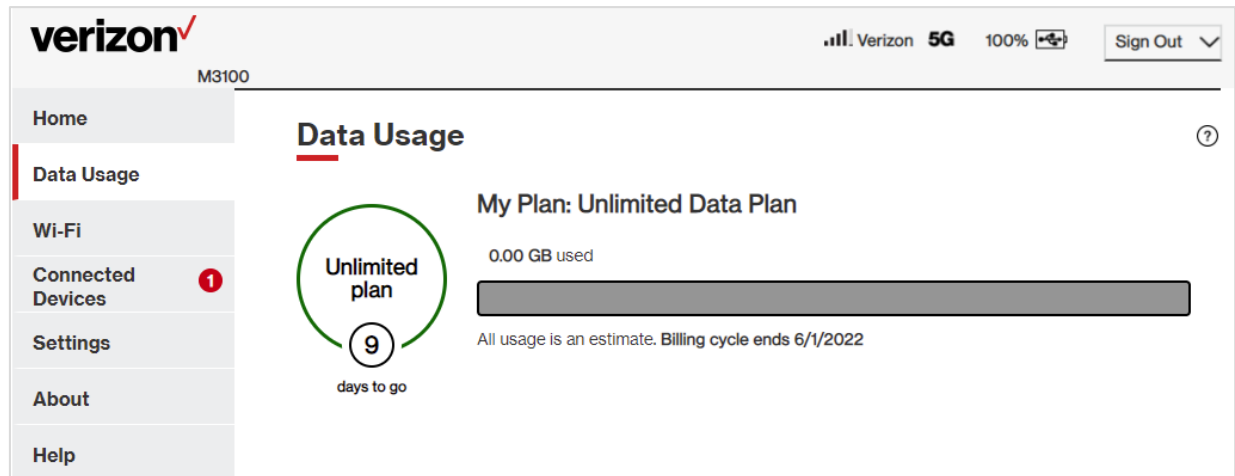 verizon
Verizon 5G 100% Sign Out
M3100
Home
Data Usage
Wi-Fi
Connected
Devices
1
Settings
About
Help
Data Usage
?
Unlimited
plan
9
days to go
My Plan: Unlimited Data Plan
0.00 GB used
All usage is an estimate. Billing cycle ends 6/1/2022